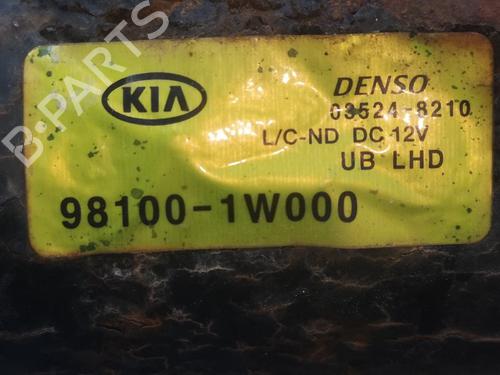 B-PARTS
KIA
DENSO
03524-8210
L/C-ND DC 12V
UB LHD
98100-1W000